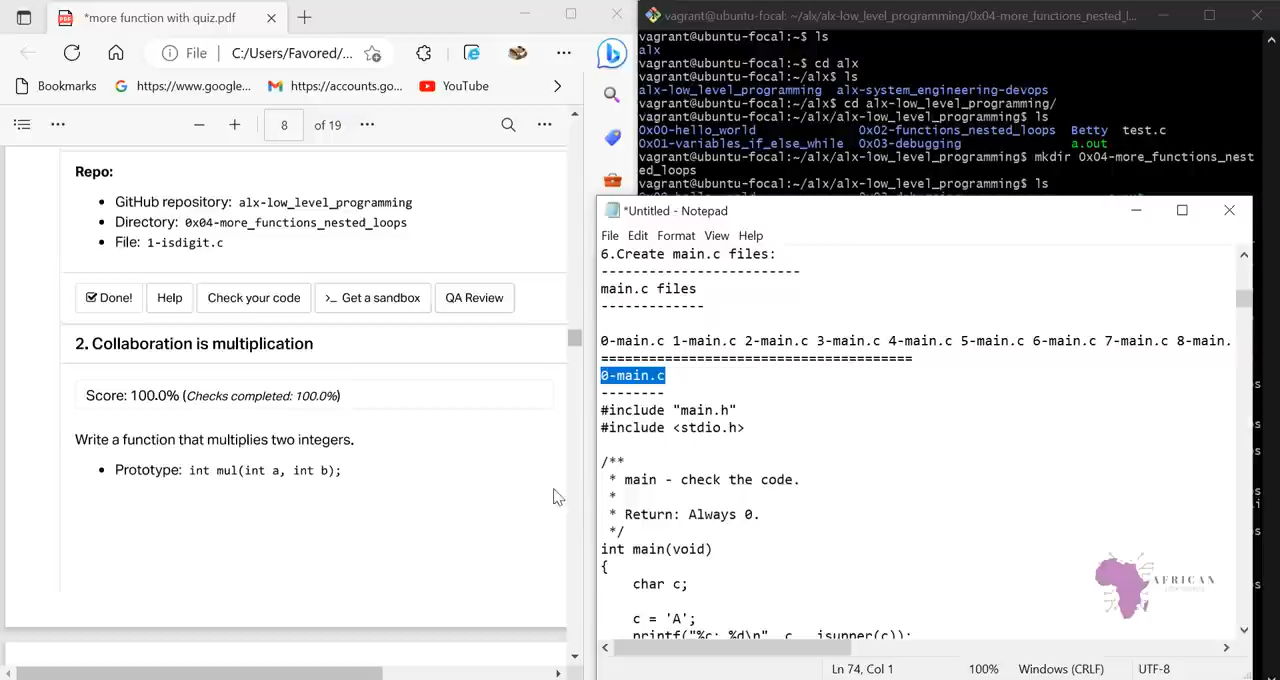 *more function with quiz.pdf
File
C:/Users/Favored/...
Bookmarks
https://www.google...
https://accounts.go...
YouTube
8 of 19
Repo:
GitHub repository: alx-low_level_programming
Directory: 0x04-more_functions_nested_loops
File: 1-isdigit.c
Done!
Help
Check your code
>_ Get a sandbox
QA Review
2. Collaboration is multiplication
Score: 100.0% (Checks completed: 100.0%)
Write a function that multiplies two integers.
Prototype: int mul(int a, int b);
vagrant@ubuntu-focal: ~/alx/alx-low_level_programming/0x04-more_functions_nested_l...
vagrant@ubuntu-focal:~$ ls
alx
vagrant@ubuntu-focal:~$ cd alx
vagrant@ubuntu-focal:~/alx$ ls
alx-low_level_programming  alx-system_engineering-devops
vagrant@ubuntu-focal:~/alx$ cd alx-low_level_programming/
vagrant@ubuntu-focal:~/alx/alx-low_level_programming$ ls
0x00-hello_world 0x02-functions_nested_loops Betty test.c
0x01-variables_if_else_while 0x03-debugging a.out
vagrant@ubuntu-focal:~/alx/alx-low_level_programming$ mkdir 0x04-more_functions_nest
ed_loops
vagrant@ubuntu-focal:~/alx/alx-low_level_programming$ ls
*Untitled - Notepad
File Edit Format View Help
6.Create main.c files:
-------------------------
main.c files
-------------
0-main.c 1-main.c 2-main.c 3-main.c 4-main.c 5-main.c 6-main.c 7-main.c 8-main.
=======================================
0-main.c
--------
#include "main.h"
#include <stdio.h>
/**
* main - check the code.
*
* Return: Always 0.
*/
int main(void)
{
char c;
c = 'A';
printf("%c: %d\n", c, isupper(c));
AFRICAN
Ln 74, Col 1
100%
Windows (CRLF)
UTF-8